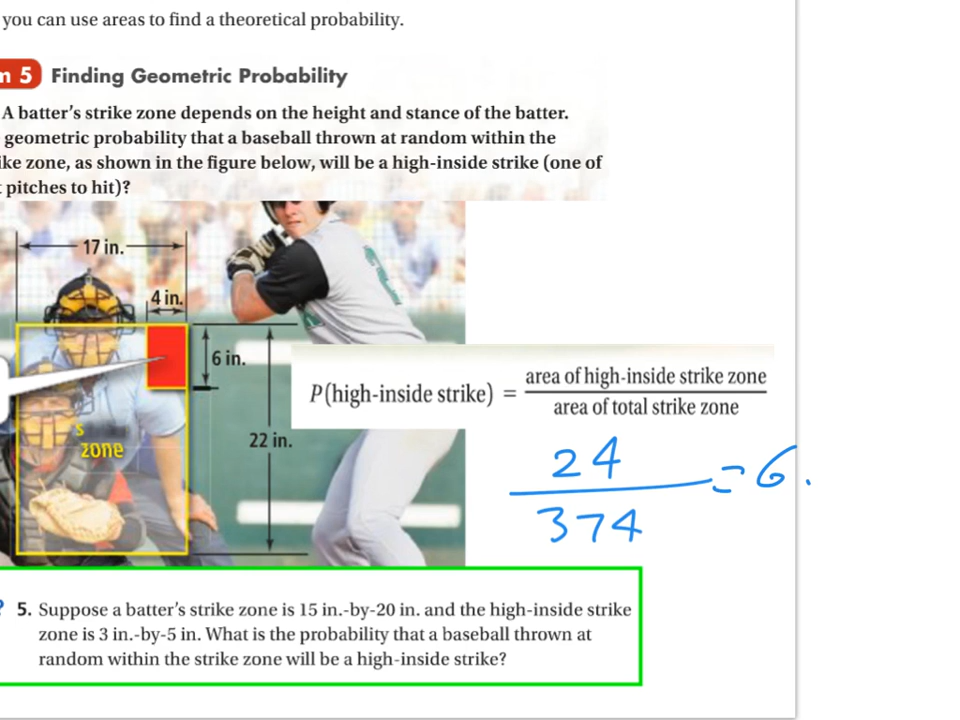 you can use areas to find a theoretical probability.
5 Finding Geometric Probability
A batter's strike zone depends on the height and stance of the batter.
geometric probability that a baseball thrown at random within the
ike zone, as shown in the figure below, will be a high-inside strike (one of
pitches to hit)?
17 in.
4 in.
6 in.
P(high-inside strike) = area of high-inside strike zone
area of total strike zone
22 in.
's
zone
24
374
= 6.
5. Suppose a batter's strike zone is 15 in.-by-20 in. and the high-inside strike
zone is 3 in.-by-5 in. What is the probability that a baseball thrown at
random within the strike zone will be a high-inside strike?